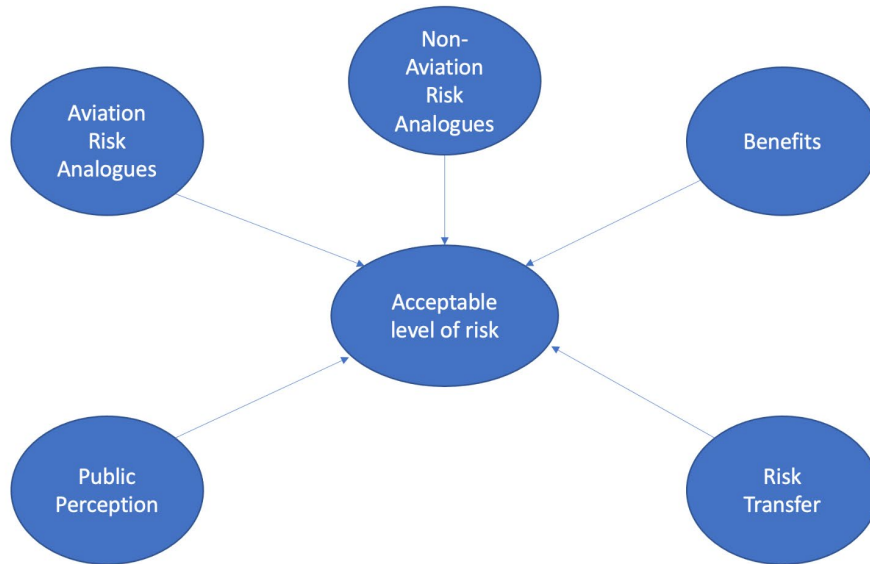 Non-
Aviation
Risk
Analogues
Aviation
Risk
Analogues
Benefits
Acceptable
level of risk
Public
Perception
Risk
Transfer